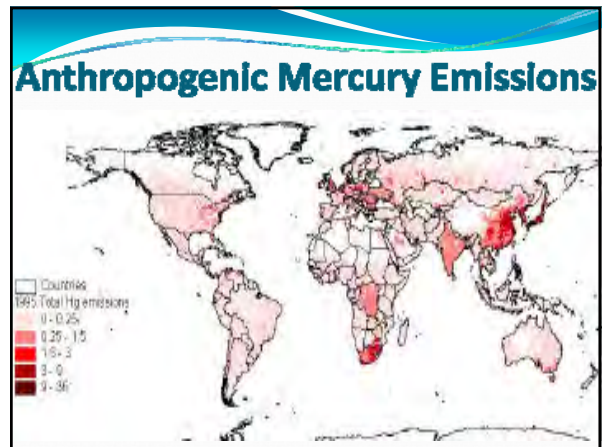 Anthropogenic Mercury Emissions
Countries
1995 Total Hg emissions
0 - 0.25
0.25 - 1.5
1.5 - 3
3 - 9
9 - 36